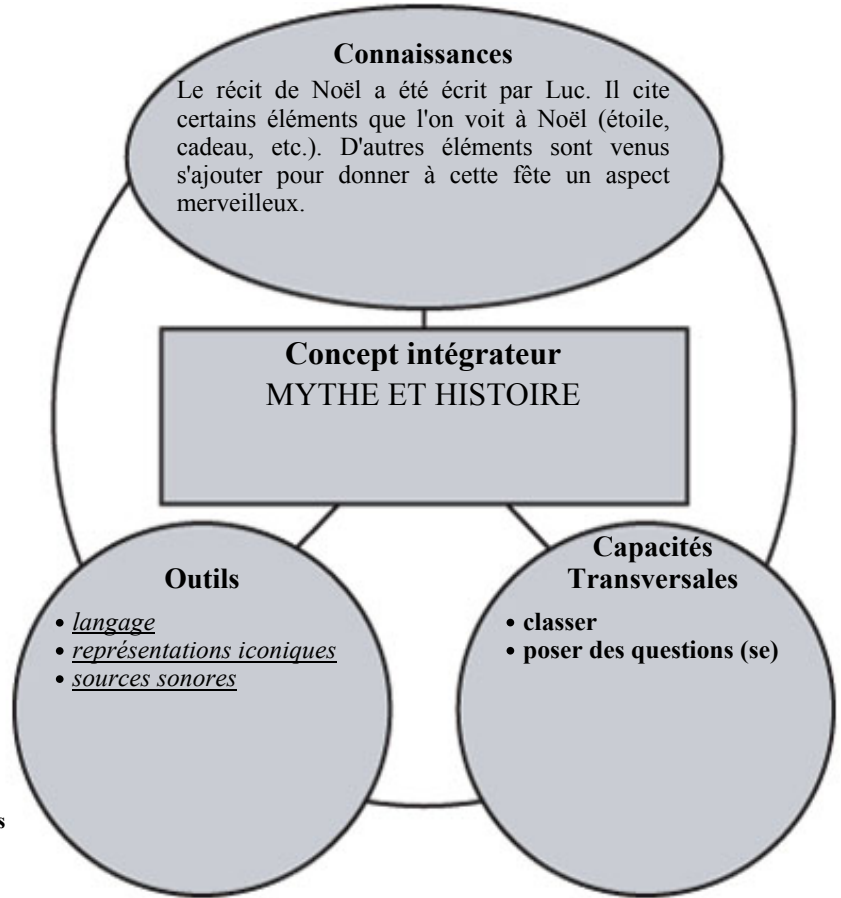 Connaissances
Le récit de Noël a été écrit par Luc. Il cite
certains éléments que l'on voit à Noël (étoile,
cadeau, etc.). D'autres éléments sont venus
s'ajouter pour donner à cette fête un aspect
merveilleux.
Concept intégrateur
MYTHE ET HISTOIRE
Outils
• langage
• représentations iconiques
• sources sonores
Capacités
Transversales
• classer
• poser des questions (se)
s